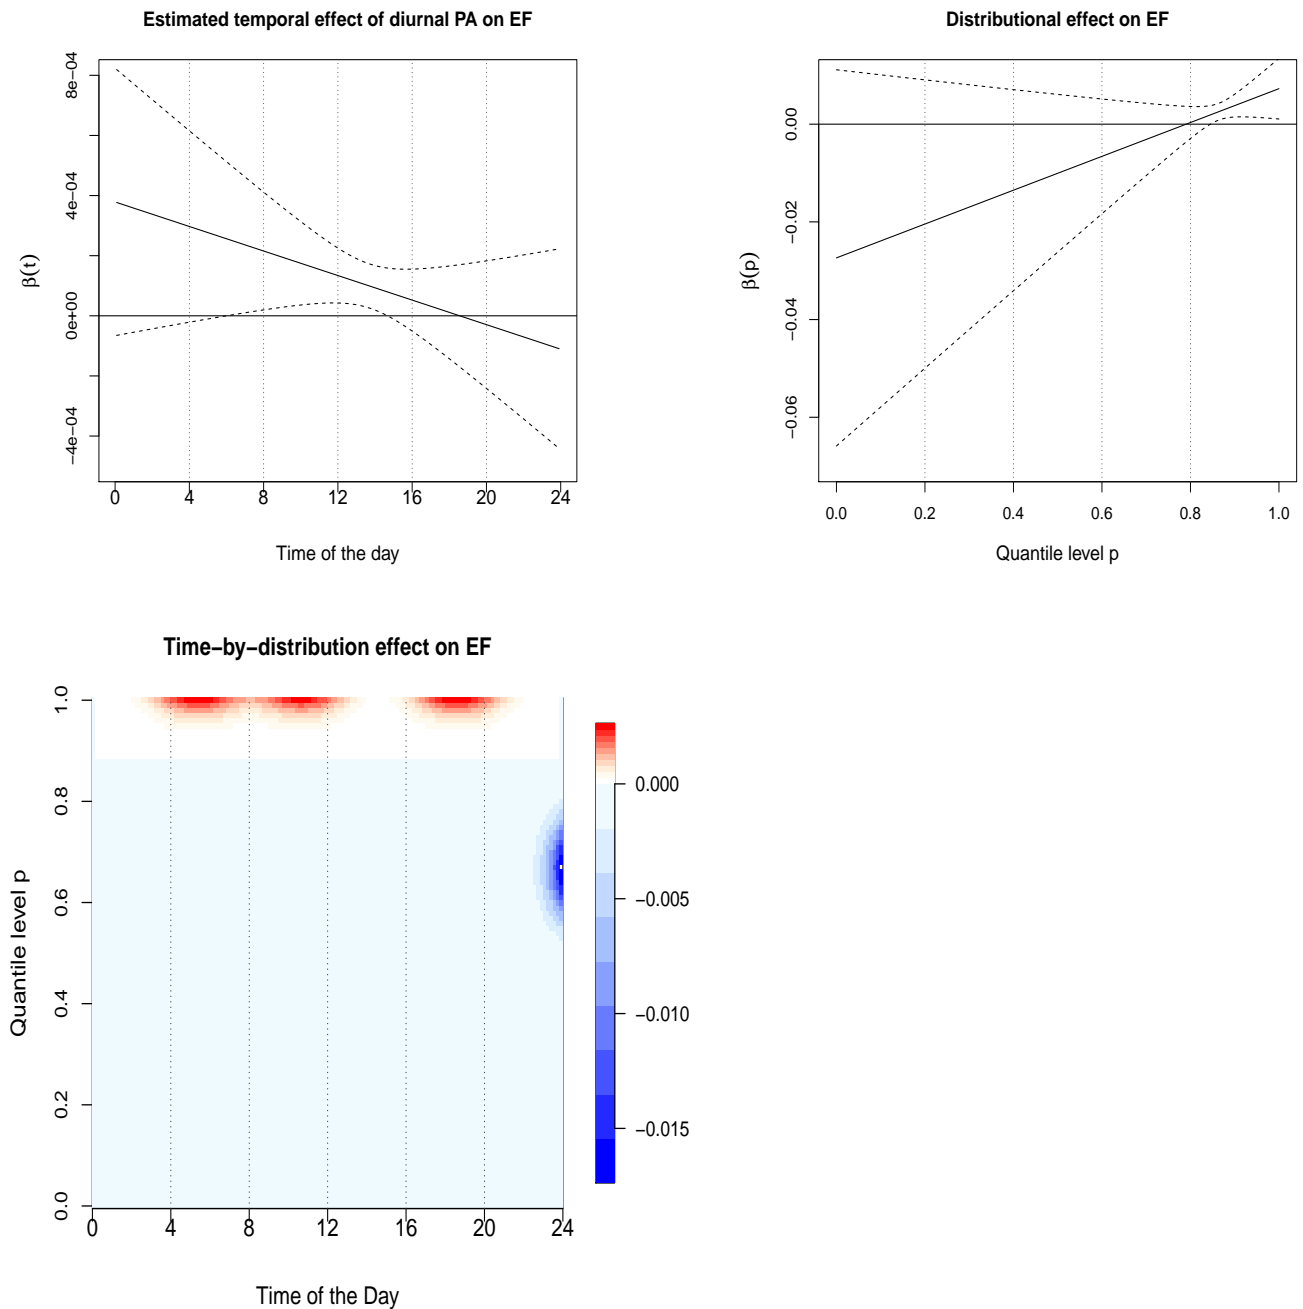 Estimated temporal effect of diurnal PA on EF
8e−04
4e−04
0e+00
−4e−04
β(t)
0 4 8 12 16 20 24
Time of the day
Distributional effect on EF
0.00
−0.02
−0.04
−0.06
β(p)
0.0 0.2 0.4 0.6 0.8 1.0
Quantile level p
Time−by−distribution effect on EF
1.0
0.8
0.6
0.4
0.2
0.0
Quantile level p
0 4 8 12 16 20 24
Time of the Day
0.000
−0.005
−0.010
−0.015